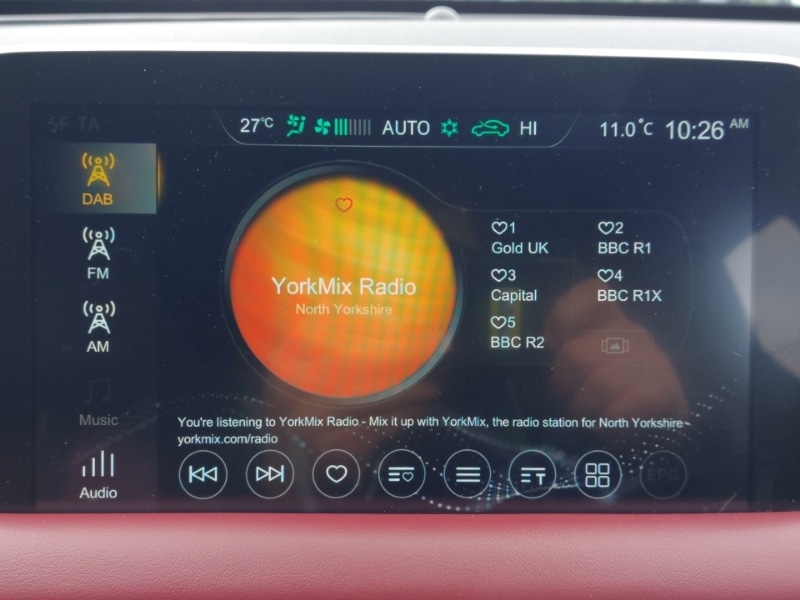 SF TA
27°C AUTO HI 11.0°C 10:26 AM
DAB
FM
AM
Music
Audio
YorkMix Radio
North Yorkshire
1 2
Gold UK BBC R1
3 4
Capital BBC R1X
5
BBC R2
You're listening to YorkMix Radio - Mix it up with YorkMix, the radio station for North Yorkshire -
yorkmix.com/radio
T
EPG